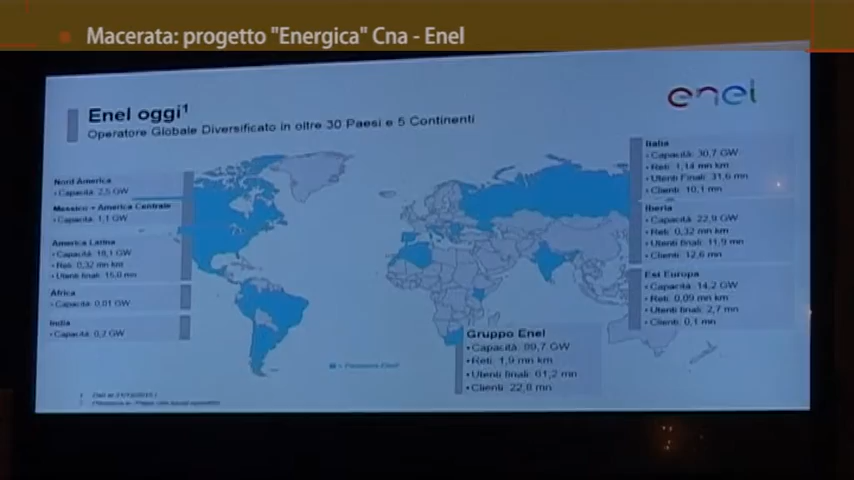 Macerata: progetto "Energica" Cna - Enel
enel
Enel oggi¹
Operatore Globale Diversificato in oltre 30 Paesi e 5 Continenti
Nord America
• Capacità: 2,5 GW
Messico + America Centrale
• Capacità: 1,1 GW
America Latina
• Capacità: 18,1 GW
• Reti: 0,32 mn km
• Utenti finali: 15,0 mn
Africa
• Capacità: 0,01 GW
India
• Capacità: 0,2 GW
Italia
• Capacità: 30,7 GW
• Reti: 1,14 mn km
• Utenti Finali: 31,6 mn
• Clienti: 10,1 mn
Iberia
• Capacità: 22,9 GW
• Reti: 0,32 mn km
• Utenti finali: 11,9 mn
• Clienti: 12,6 mn
Est Europa
• Capacità: 14,2 GW
• Reti: 0,09 mn km
• Utenti finali: 2,7 mn
• Clienti: 0,1 mn
Gruppo Enel
• Capacità: 89,7 GW
• Reti: 1,9 mn km
• Utenti finali: 61,2 mn
• Clienti: 22,8 mn
= Presenza Enel